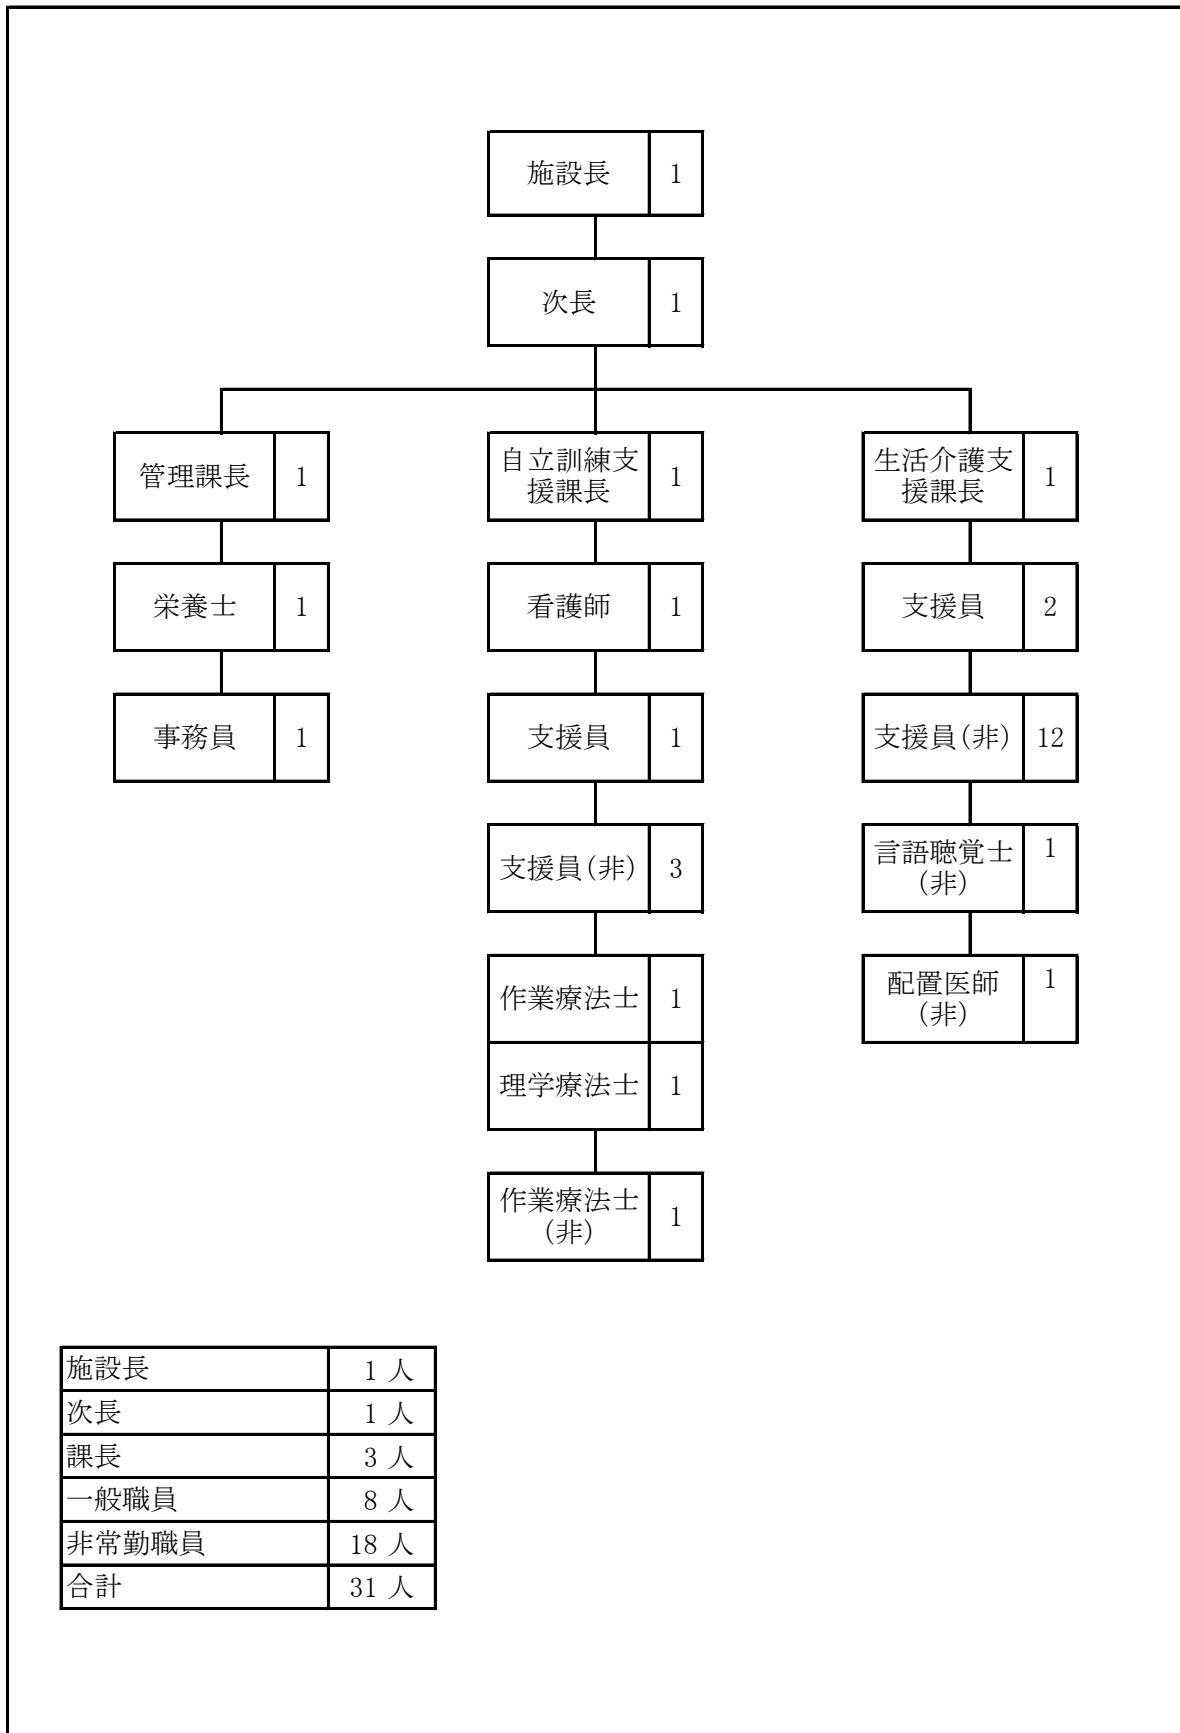 施設長 1
次長 1
管理課長 1
自立訓練支
援課長 1
生活介護支
援課長 1
栄養士 1
看護師 1
支援員 2
事務員 1
支援員 1
支援員(非) 12
支援員(非) 3
言語聴覚士 1
(非)
作業療法士 1
配置医師 1
(非)
理学療法士 1
作業療法士
(非) 1
施設長 1 人
次長 1 人
課長 3 人
一般職員 8 人
非常勤職員 18 人
合計 31 人